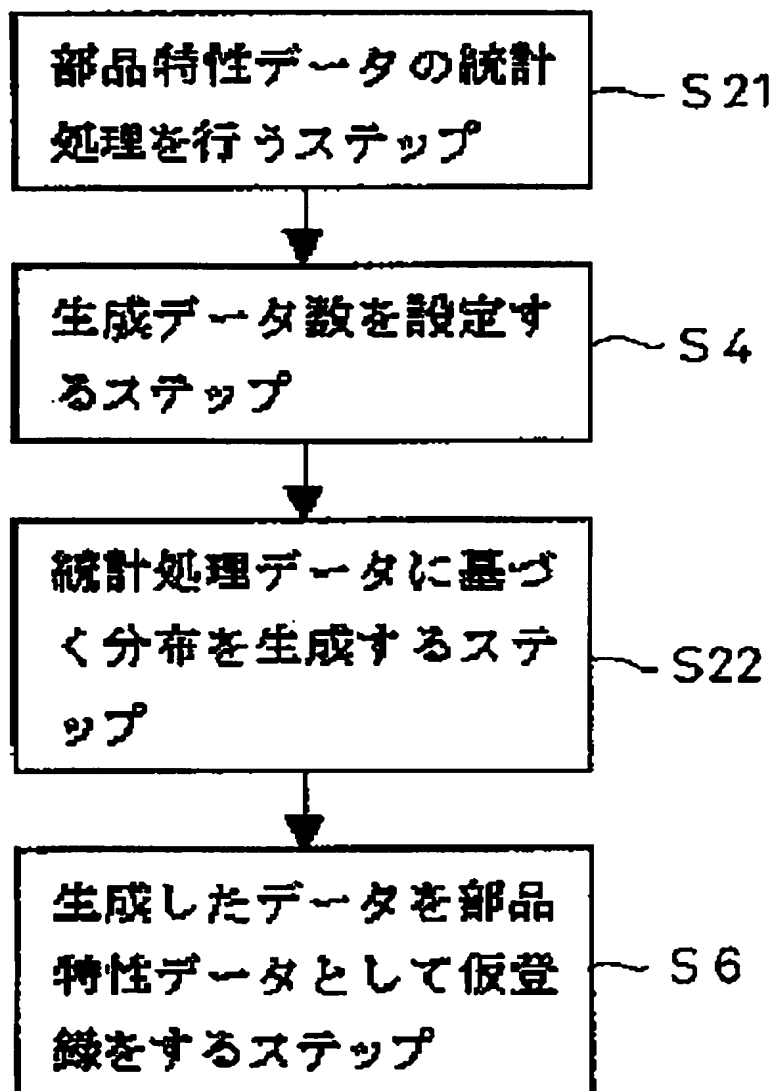 部品特性データの統計
処理を行うステップ
S21
生成データ数を設定す
るステップ
S4
統計処理データに基づ
く分布を生成するステ
ップ
S22
生成したデータを部品
特性データとして仮登
録をするステップ
S6